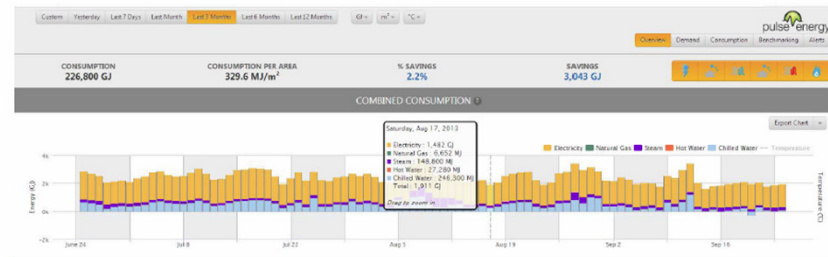 Custom Yesterday Last 7 Days Last Month Last 3 Months Last 6 Months Last 12 Months GJ m² °C
pulse energy
Overview Demand Consumption Benchmarking Alerts
CONSUMPTION CONSUMPTION PER AREA % SAVINGS SAVINGS
226,800 GJ 329.6 MJ/m² 2.2% 3,043 GJ
COMBINED CONSUMPTION
Export Chart
Saturday, Aug 17, 2013
Electricity : 1,482 GJ
Natural Gas : 6,652 MJ
Steam : 148,800 MJ
Hot Water : 27,280 MJ
Chilled Water : 246,300 MJ
Total : 1,911 GJ
Drag to zoom in
Electricity Natural Gas Steam Hot Water Chilled Water Temperature
Energy (GJ)
4k
2k
0k
-2k
Temperature (°C)
June 24 Jul 8 Jul 22 Aug 5 Aug 19 Sep 2 Sep 16